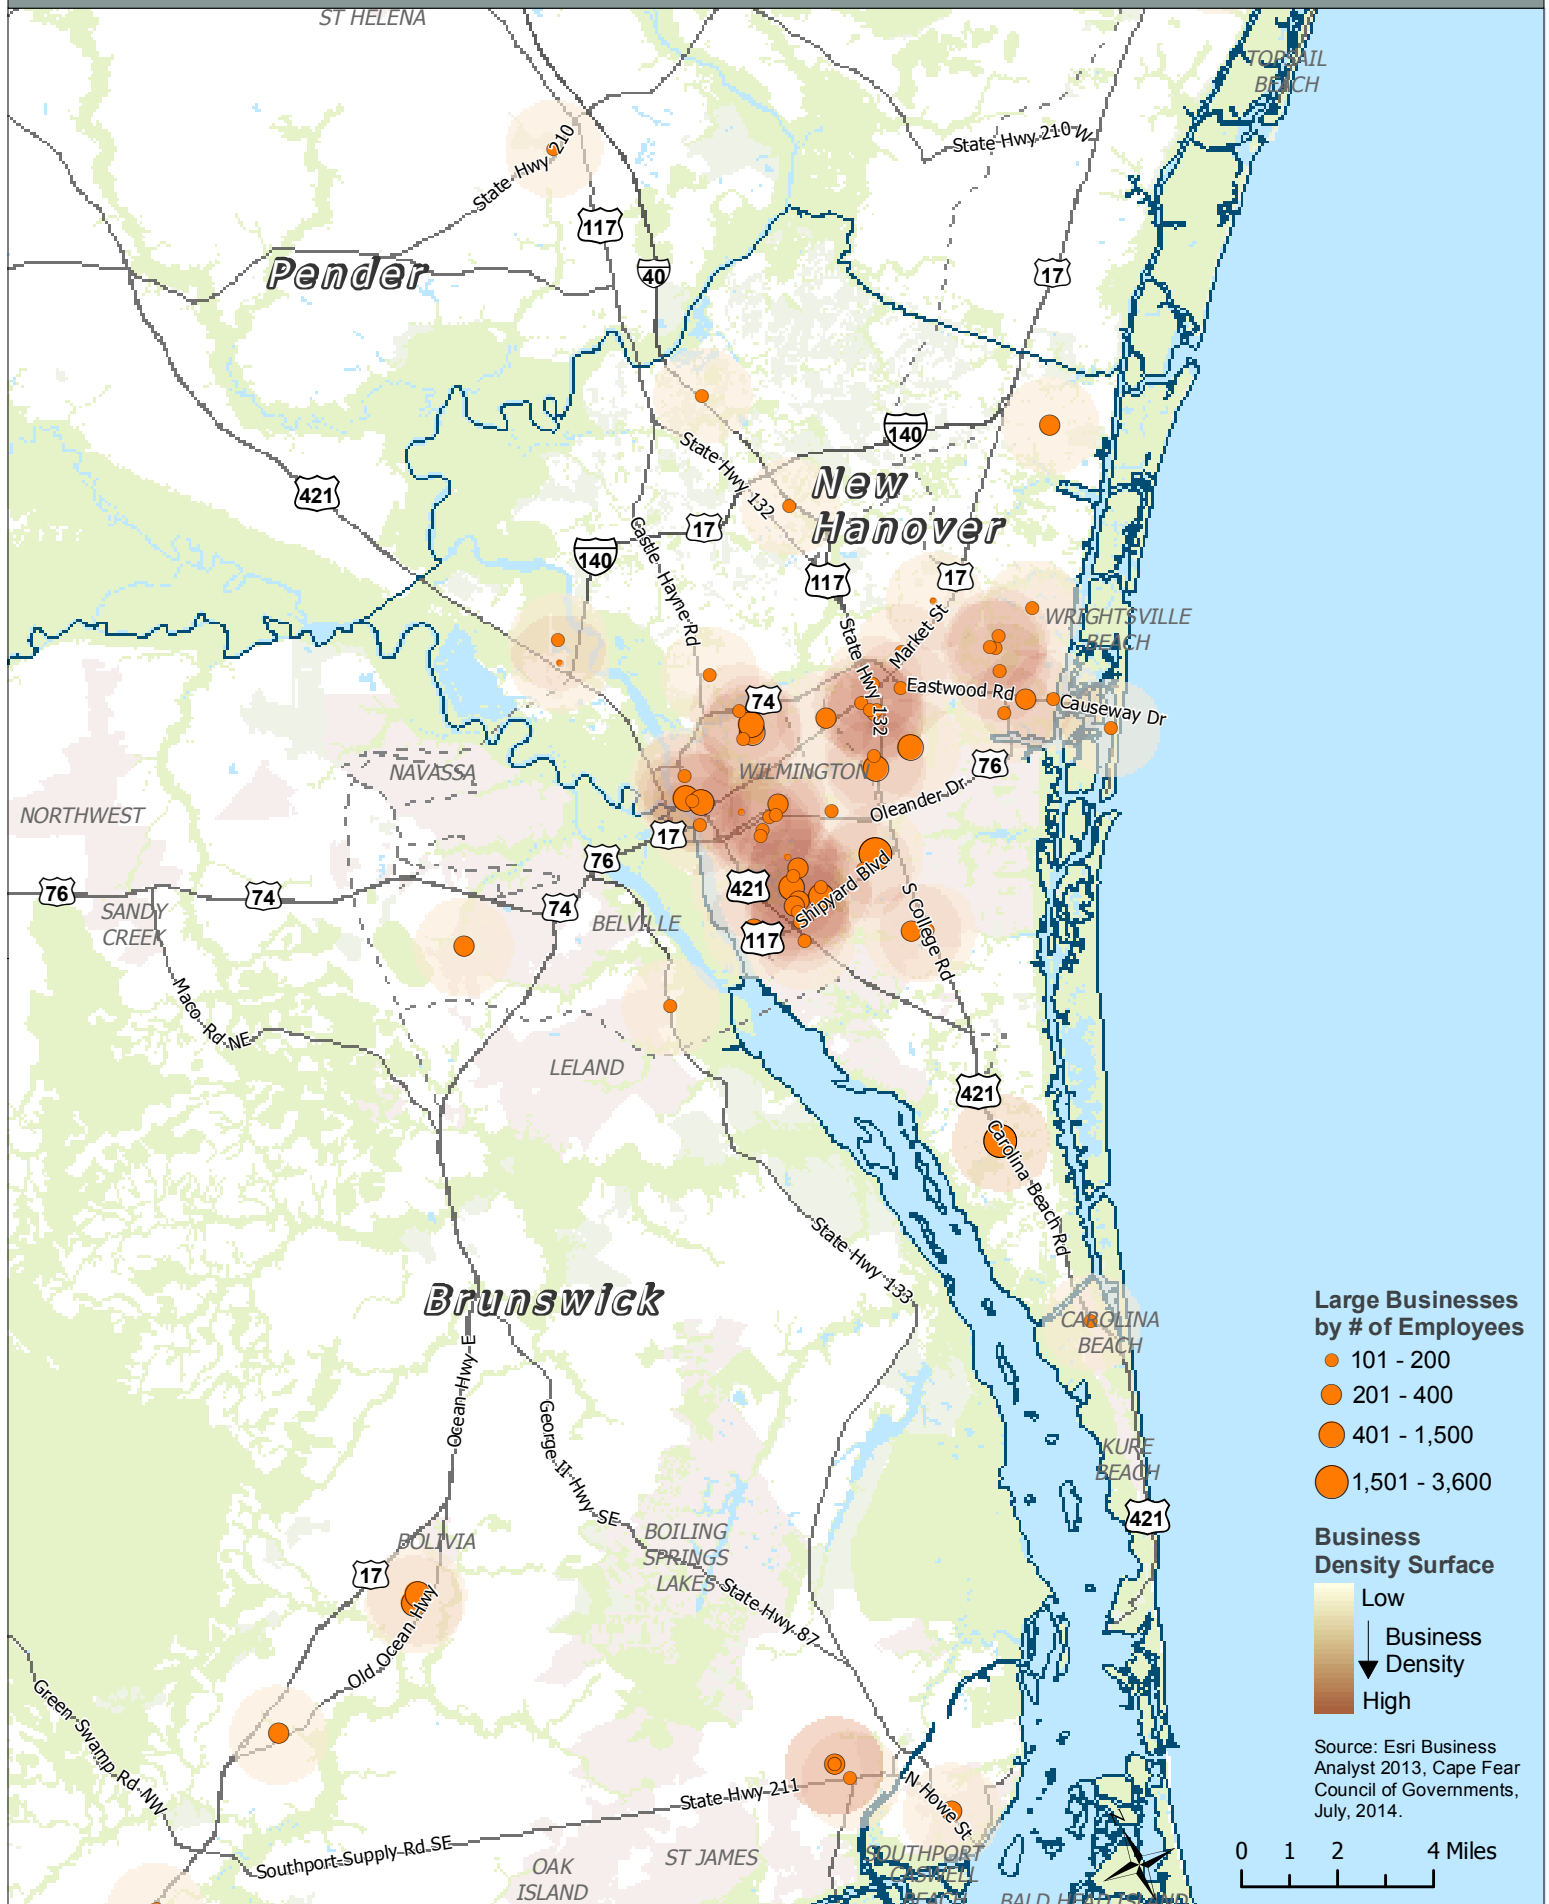 ST HELENA
TOPSAIL
BEACH
State Hwy 210
State Hwy 210 W
117
Pender
40
17
140
421
State Hwy 132
New
Hanover
17
Castle Hayne Rd
140
117
17
WRIGHTSVILLE
BEACH
State Hwy 132
Market St
74
Eastwood Rd
Causeway Dr
NAVASSA
WILMINGTON
76
NORTHWEST
Oleander Dr
17
76
76
74
421
Shipyard Blvd
74
SANDY
CREEK
BELVILLE
117
S College Rd
Maco Rd NE
LELAND
421
Carolina Beach Rd
State Hwy 133
Brunswick
CAROLINA
BEACH
Ocean Hwy E
George II Hwy SE
KURE
BEACH
421
BOLIVIA
BOILING
SPRINGS
LAKES
17
State Hwy 87
Old Ocean Hwy
Green Swamp Rd NW
State Hwy 211
N Howe St
Southport-Supply Rd SE
OAK
ISLAND
ST JAMES
SOUTHPORT
CASWELL
BEACH
BALD HEAD ISLAND
Large Businesses
by # of Employees
101 - 200
201 - 400
401 - 1,500
1,501 - 3,600
Business
Density Surface
Low
Business
Density
High
Source: Esri Business
Analyst 2013, Cape Fear
Council of Governments,
July, 2014.
N
0 1 2 4 Miles